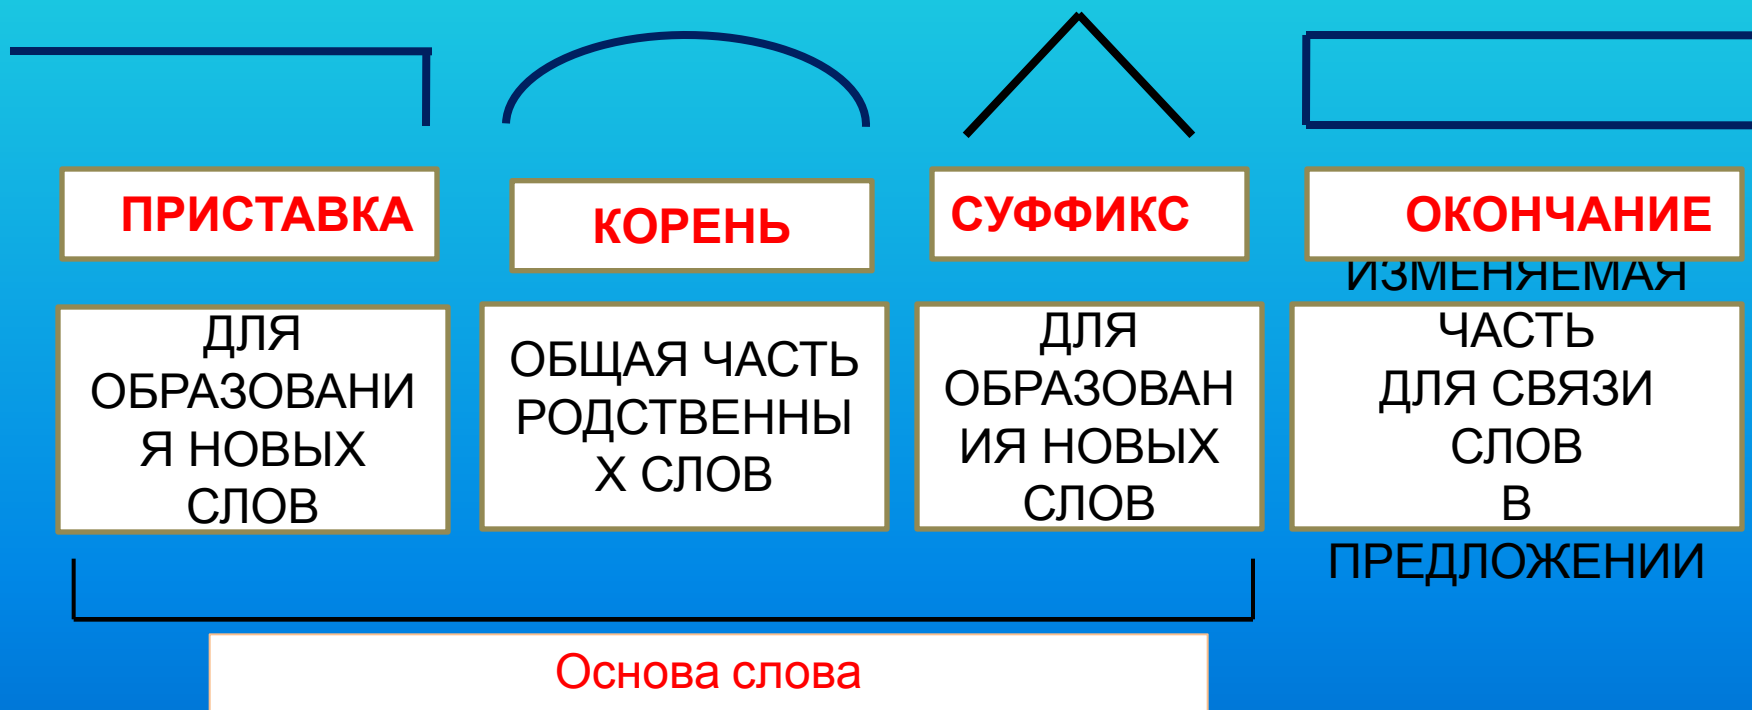 ПРИСТАВКА
КОРЕНЬ
СУФФИКС
ОКОНЧАНИЕ
ДЛЯ
ОБРАЗОВАНИ
Я НОВЫХ
СЛОВ
ОБЩАЯ ЧАСТЬ
РОДСТВЕННЫ
Х СЛОВ
ДЛЯ
ОБРАЗОВАН
ИЯ НОВЫХ
СЛОВ
ИЗМЕНЯЕМАЯ
ЧАСТЬ
ДЛЯ СВЯЗИ
СЛОВ
В
ПРЕДЛОЖЕНИИ
Основа слова